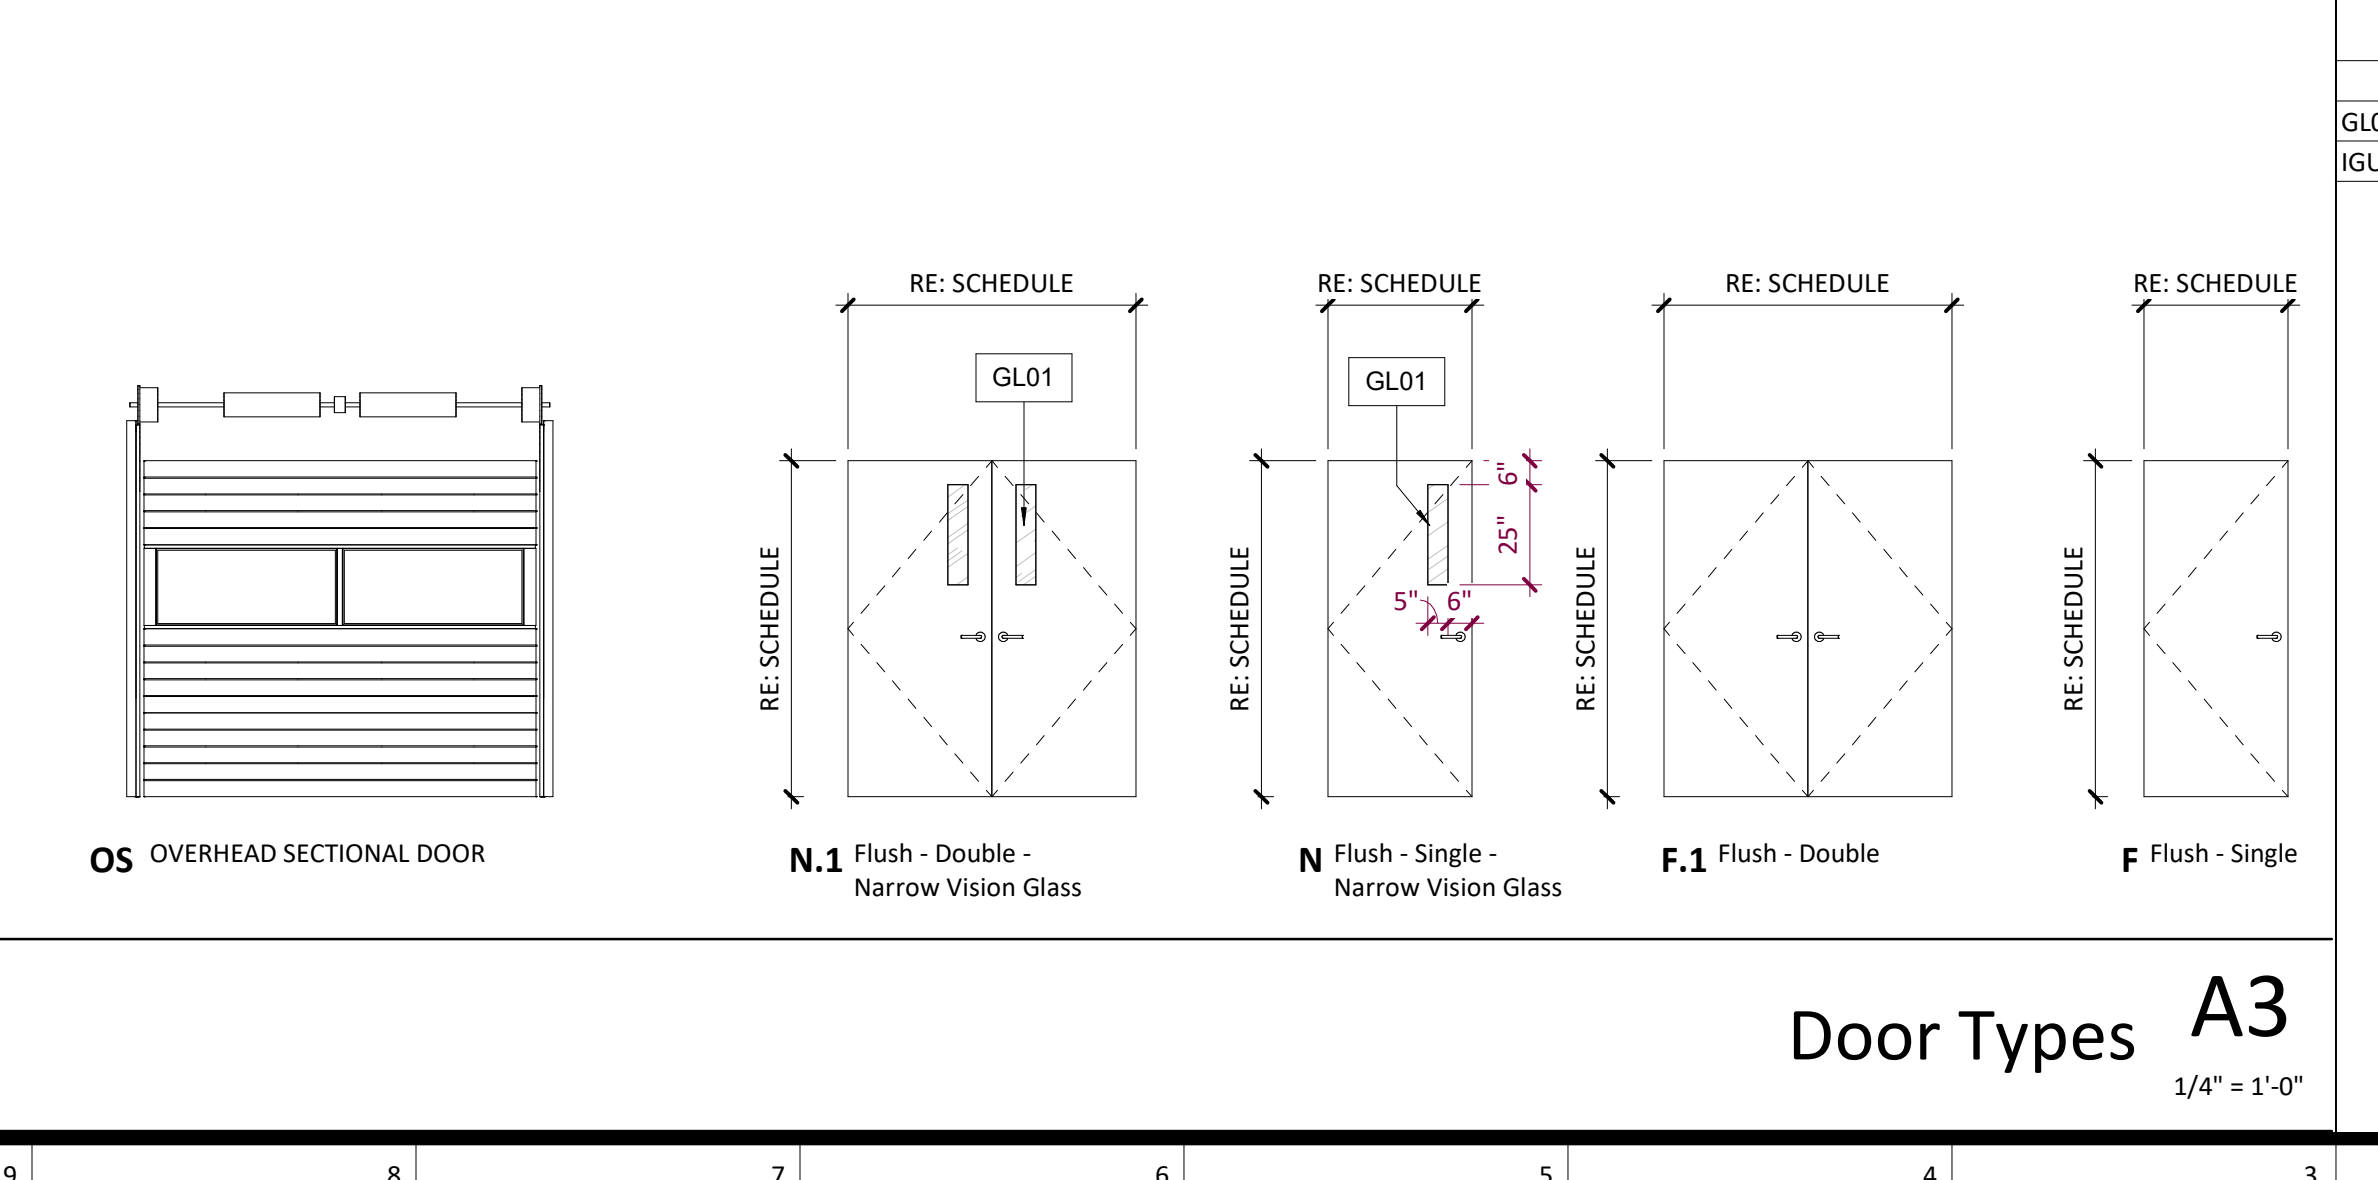 GL0
IGU
RE: SCHEDULE
RE: SCHEDULE
RE: SCHEDULE
RE: SCHEDULE
GL01
GL01
6"
25"
5"
6"
RE: SCHEDULE
RE: SCHEDULE
RE: SCHEDULE
RE: SCHEDULE
OS OVERHEAD SECTIONAL DOOR
N.1 Flush - Double -
Narrow Vision Glass
N Flush - Single -
Narrow Vision Glass
F.1 Flush - Double
F Flush - Single
Door Types A3
1/4" = 1'-0"
9 8 7 6 5 4 3